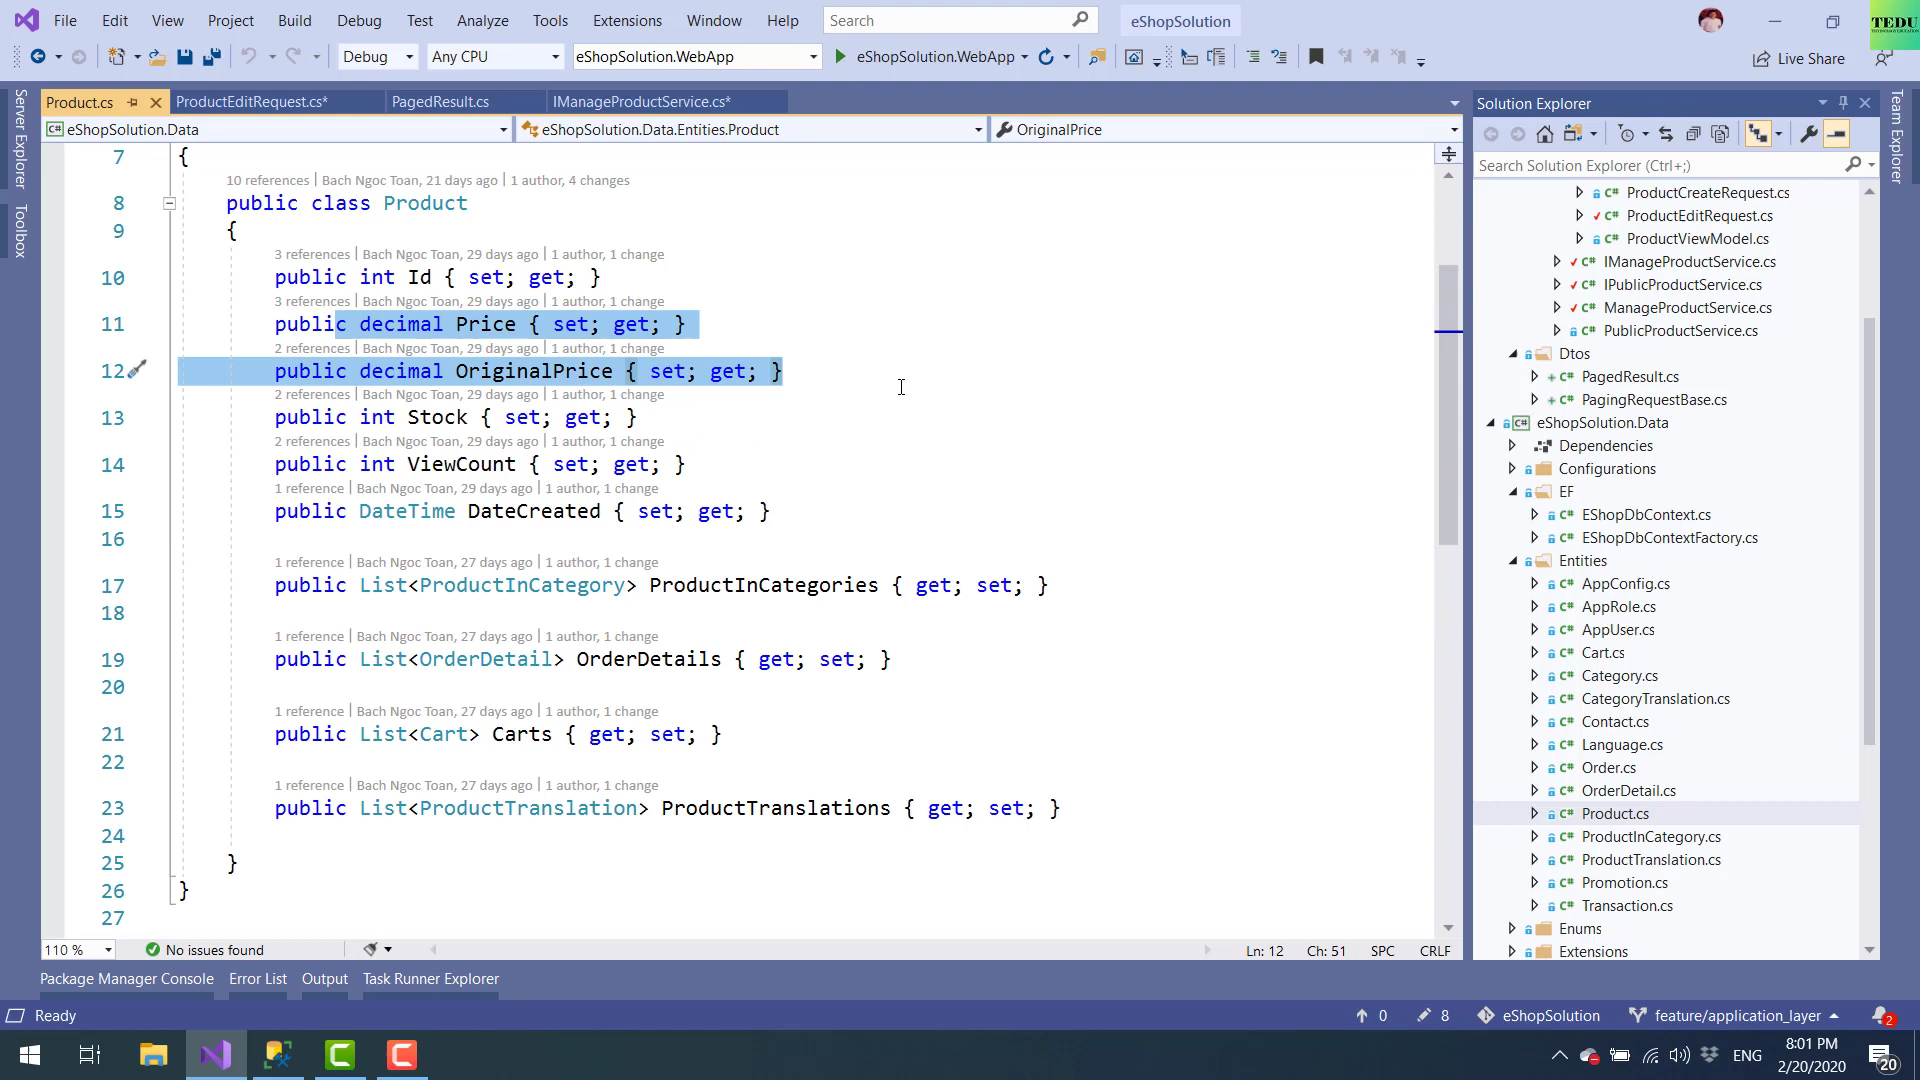 File Edit View Project Build Debug Test Analyze Tools Extensions Window Help Search eShopSolution
TEDU
Debug Any CPU eShopSolution.WebApp eShopSolution.WebApp Live Share
Server Explorer
Toolbox
Product.cs ProductEditRequest.cs* PagedResult.cs IManageProductService.cs*
eShopSolution.Data eShopSolution.Data.Entities.Product OriginalPrice
7 {
10 references | Bach Ngoc Toan, 21 days ago | 1 author, 4 changes
8 public class Product
9 {
3 references | Bach Ngoc Toan, 29 days ago | 1 author, 1 change
10 public int Id { set; get; }
3 references | Bach Ngoc Toan, 29 days ago | 1 author, 1 change
11 public decimal Price { set; get; }
2 references | Bach Ngoc Toan, 29 days ago | 1 author, 1 change
12 public decimal OriginalPrice { set; get; }
2 references | Bach Ngoc Toan, 29 days ago | 1 author, 1 change
13 public int Stock { set; get; }
2 references | Bach Ngoc Toan, 29 days ago | 1 author, 1 change
14 public int ViewCount { set; get; }
1 reference | Bach Ngoc Toan, 29 days ago | 1 author, 1 change
15 public DateTime DateCreated { set; get; }
16
1 reference | Bach Ngoc Toan, 27 days ago | 1 author, 1 change
17 public List<ProductInCategory> ProductInCategories { get; set; }
18
1 reference | Bach Ngoc Toan, 27 days ago | 1 author, 1 change
19 public List<OrderDetail> OrderDetails { get; set; }
20
1 reference | Bach Ngoc Toan, 27 days ago | 1 author, 1 change
21 public List<Cart> Carts { get; set; }
22
1 reference | Bach Ngoc Toan, 27 days ago | 1 author, 1 change
23 public List<ProductTranslation> ProductTranslations { get; set; }
24
25 }
26 }
27
110 % No issues found Ln: 12 Ch: 51 SPC CRLF
Solution Explorer
Search Solution Explorer (Ctrl+;)
C# ProductCreateRequest.cs
C# ProductEditRequest.cs
C# ProductViewModel.cs
C# IManageProductService.cs
C# IPublicProductService.cs
C# ManageProductService.cs
C# PublicProductService.cs
Dtos
C# PagedResult.cs
C# PagingRequestBase.cs
C# eShopSolution.Data
Dependencies
Configurations
EF
C# EShopDbContext.cs
C# EShopDbContextFactory.cs
Entities
C# AppConfig.cs
C# AppRole.cs
C# AppUser.cs
C# Cart.cs
C# Category.cs
C# CategoryTranslation.cs
C# Contact.cs
C# Language.cs
C# Order.cs
C# OrderDetail.cs
C# Product.cs
C# ProductInCategory.cs
C# ProductTranslation.cs
C# Promotion.cs
C# Transaction.cs
Enums
Extensions
Team Explorer
Package Manager Console Error List Output Task Runner Explorer
Ready 0 8 eShopSolution feature/application_layer 2
ENG 8:01 PM
2/20/2020 20